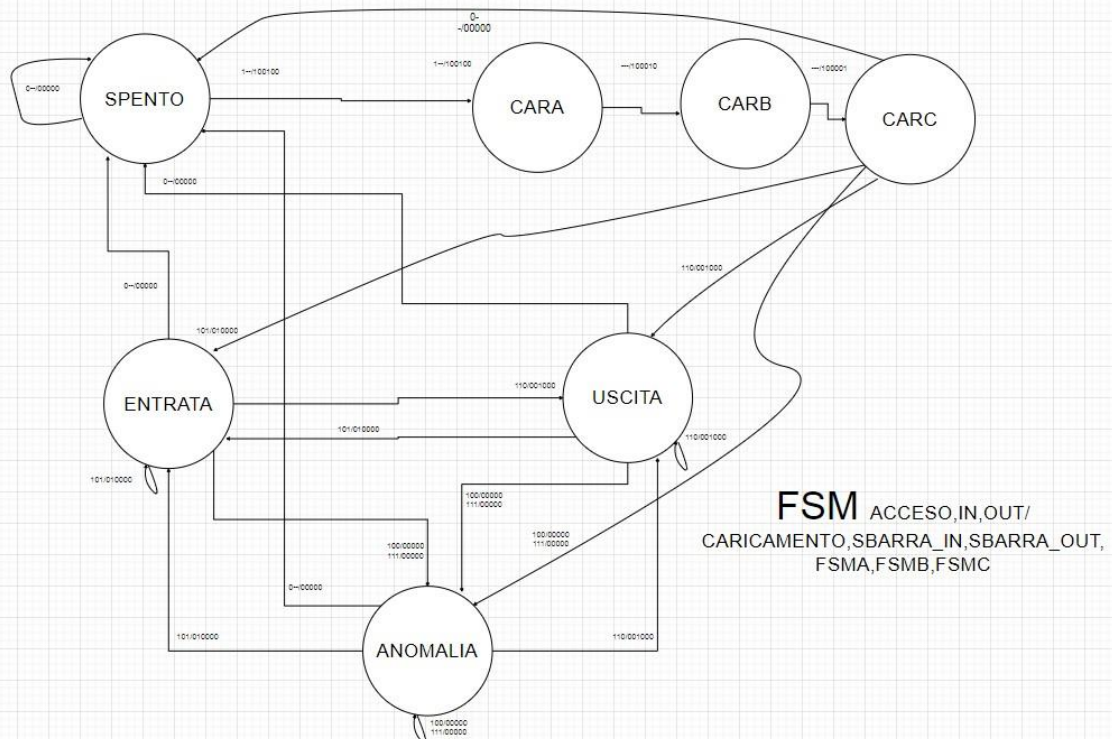 0-
-/00000
SPENTO
0--/00000
1--/100100
1--/100100
CARA
---/100010
CARB
---/100001
CARC
0--/00000
0--/00000
110/001000
101/010000
ENTRATA
110/001000
USCITA
101/010000
110/001000
101/010000
100/00000
111/00000
100/00000
111/00000
100/00000
111/00000
0--/00000
FSM ACCESO,IN,OUT/
CARICAMENTO,SBARRA_IN,SBARRA_OUT,
FSMA,FSMB,FSMC
101/010000
ANOMALIA
110/001000
100/00000
111/00000